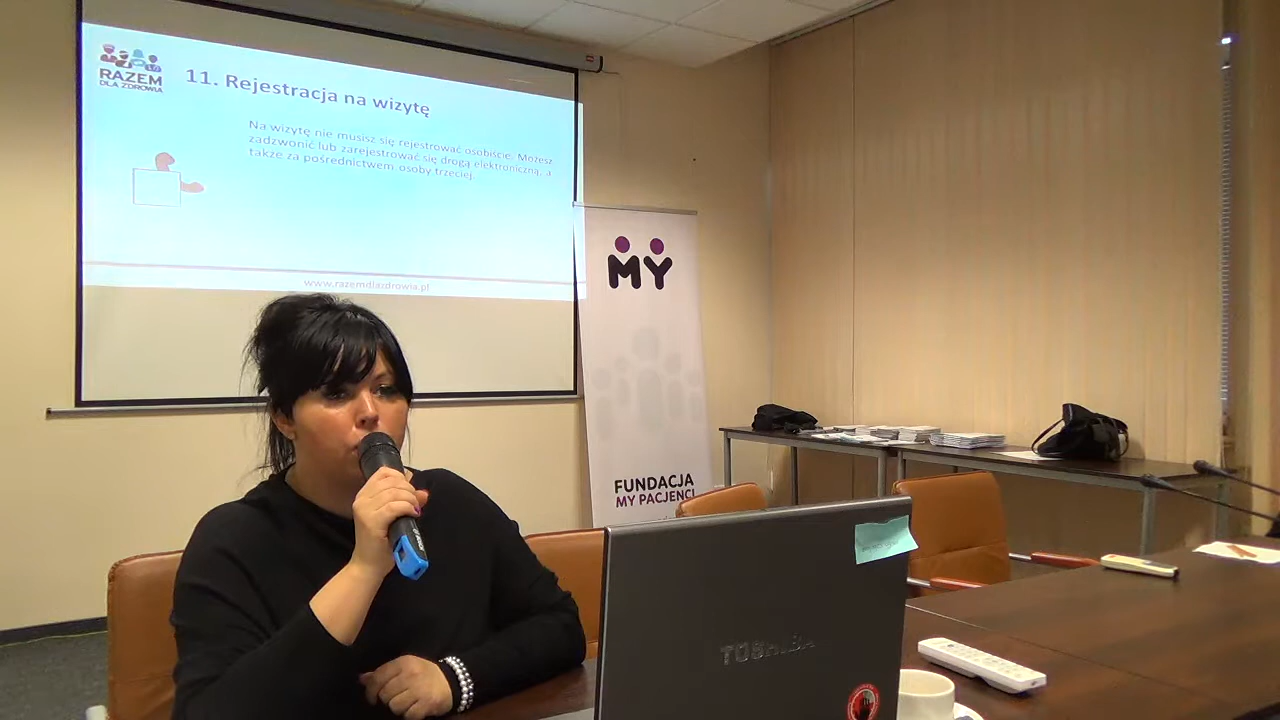 RAZEM
DLA ZDROWIA
11. Rejestracja na wizytę
Na wizytę nie musisz się rejestrować osobiście. Możesz
zadzwonić lub zarejestrować się drogą elektroniczną, a
także za pośrednictwem osoby trzeciej.
www.razemdlazdrowia.pl
MY
FUNDACJA
MY PACJENCI
TOSHIBA